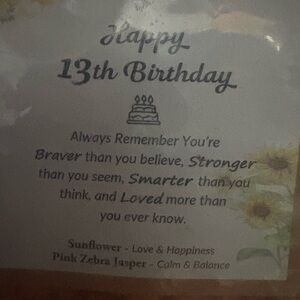 Happy
13th Birthday
Always Remember You're
Braver than you believe, Stronger
than you seem, Smarter than you
think, and Loved more than
you ever know.
Sunflower - Love & Happiness
Pink Zebra Jasper - Calm & Balance